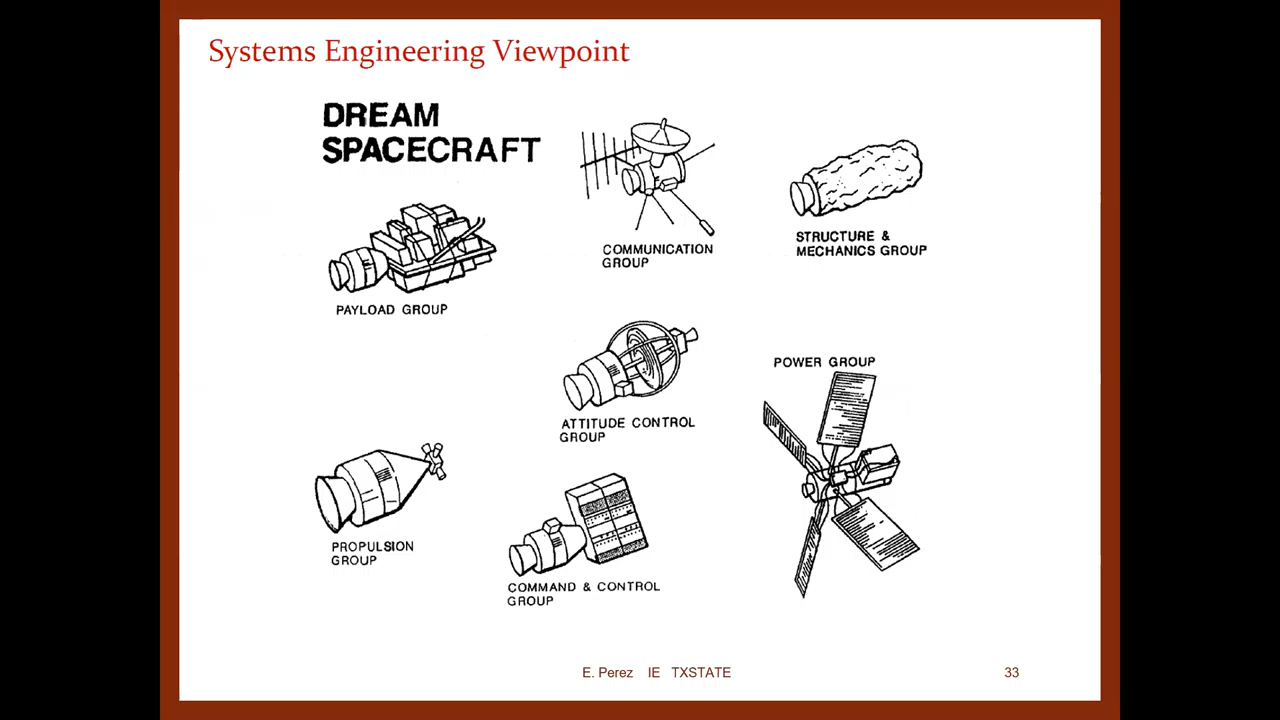 Systems Engineering Viewpoint
DREAM
SPACECRAFT
COMMUNICATION
GROUP
STRUCTURE &
MECHANICS GROUP
PAYLOAD GROUP
POWER GROUP
ATTITUDE CONTROL
GROUP
PROPULSION
GROUP
COMMAND & CONTROL
GROUP
E. Perez IE TXSTATE
33